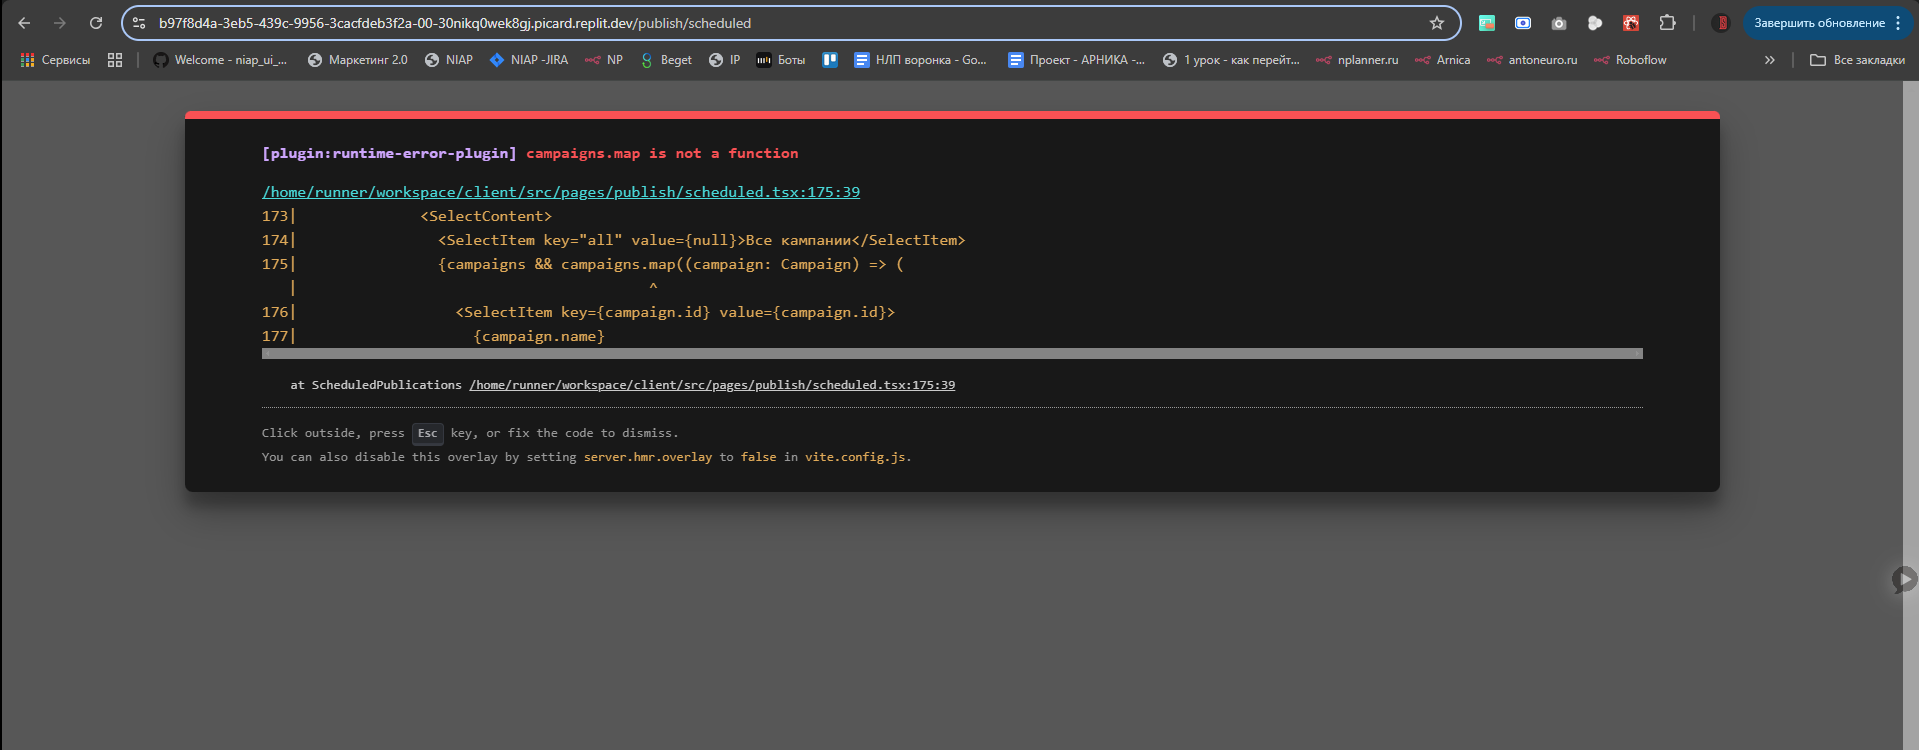 b97f8d4a-3eb5-439c-9956-3cacfdeb3f2a-00-30nikq0wek8gj.picard.replit.dev/publish/scheduled
Завершить обновление
Сервисы
Welcome - niap_ui_...
Маркетинг 2.0
NIAP
NIAP -JIRA
NP
Beget
IP
Боты
НЛП воронка - Go...
Проект - АРНИКА -...
1 урок - как перейт...
nplanner.ru
Arnica
antoneuro.ru
Roboflow
»
Все закладки
[plugin:runtime-error-plugin] campaigns.map is not a function
/home/runner/workspace/client/src/pages/publish/scheduled.tsx:175:39
173|              <SelectContent>
174|                <SelectItem key="all" value={null}>Все кампании</SelectItem>
175|                {campaigns && campaigns.map((campaign: Campaign) => (
   |                                        ^
176|                  <SelectItem key={campaign.id} value={campaign.id}>
177|                    {campaign.name}
at ScheduledPublications /home/runner/workspace/client/src/pages/publish/scheduled.tsx:175:39
Click outside, press Esc key, or fix the code to dismiss.
You can also disable this overlay by setting server.hmr.overlay to false in vite.config.js.